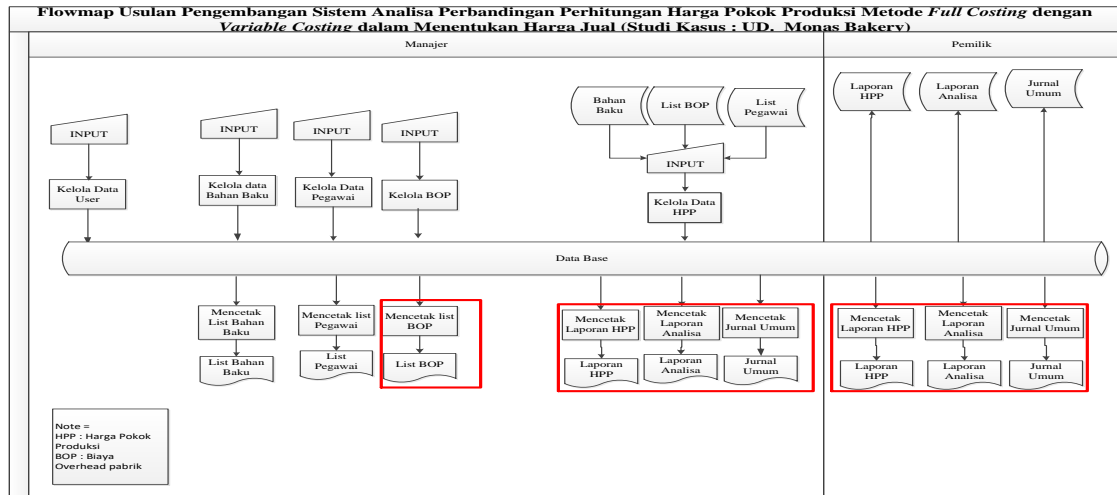 Flowmap Usulan Pengembangan Sistem Analisa Perbandingan Perhitungan Harga Pokok Produksi Metode Full Costing dengan
Variable Costing dalam Menentukan Harga Jual (Studi Kasus : UD. Monas Bakery)
Manajer
Pemilik
INPUT
Kelola Data
User
INPUT
Kelola data
Bahan Baku
INPUT
Kelola Data
Pegawai
INPUT
Kelola BOP
Bahan
Baku
List BOP
List
Pegawai
INPUT
Kelola Data
HPP
Laporan
HPP
Laporan
Analisa
Jurnal
Umum
Data Base
Mencetak
List Bahan
Baku
List Bahan
Baku
Mencetak list
Pegawai
List
Pegawai
Mencetak list
BOP
List BOP
Mencetak
Laporan HPP
Laporan
HPP
Mencetak
Laporan
Analisa
Laporan
Analisa
Mencetak
Jurnal Umum
Jurnal
Umum
Mencetak
Laporan HPP
Laporan
HPP
Mencetak
Laporan
Analisa
Laporan
Analisa
Mencetak
Jurnal Umum
Jurnal
Umum
Note =
HPP : Harga Pokok
Produksi
BOP : Biaya
Overhead pabrik